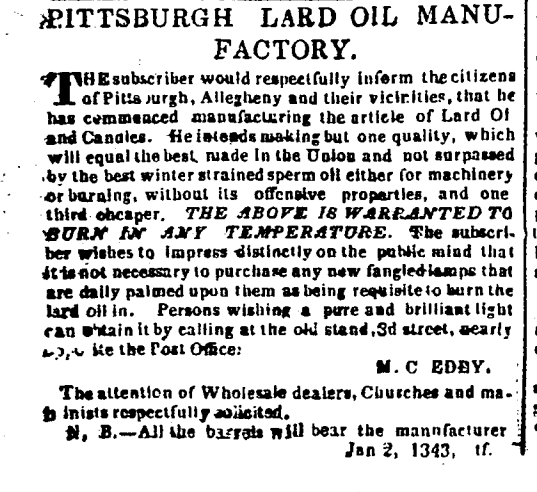 PITTSBURGH LARD OIL MANU-
FACTORY.
THE subscriber would respectfully inform the citizens
of Pittsburgh, Allegheny and their vicinities, that he
has commenced manufacturing the article of Lard Oi
and Candles. He intends making but one quality, which
will equal the best made in the Union and not surpassed
by the best winter strained sperm oil either for machinery
or burning, without its offensive properties, and one
third cheaper. THE ABOVE IS WARRANTED TO
BURN IN ANY TEMPERATURE. The subscri-
ber wishes to impress distinctly on the public mind that
it is not necessary to purchase any new fangled lamps that
are daily palmed upon them as being requisite to burn the
lard oil in. Persons wishing a pure and brilliant light
can obtain it by calling at the old stand, 3d street, nearly
the Post Office:
M. C EDEY.
The attention of Wholesale dealers, Churches and ma-
inists respectfully solicited.
N. B.—All the barrels will bear the mannfacturer
Jan 2, 1343, tf.